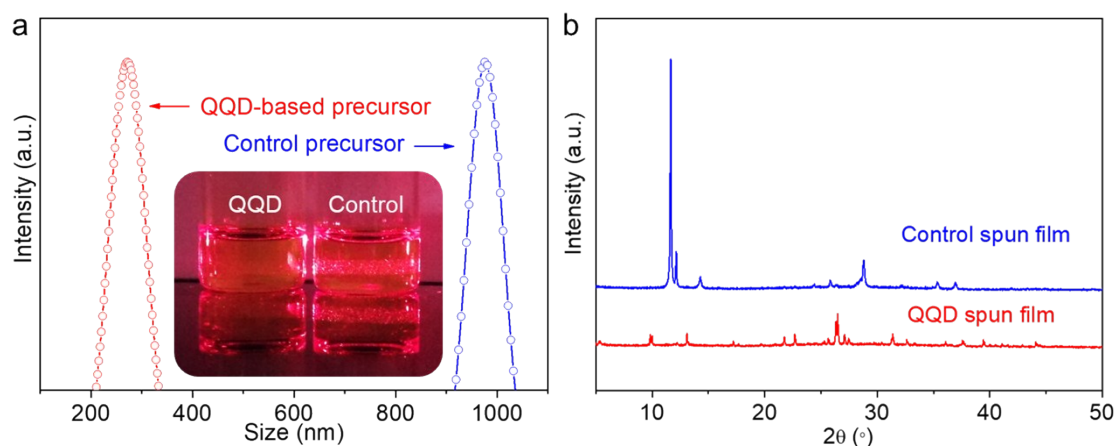 a
Intensity (a.u.)
QQD-based precursor
Control precursor
QQD
Control
200
400
600
800
1000
Size (nm)
b
Intensity (a.u.)
Control spun film
QQD spun film
10
20
30
40
50
2θ (°)